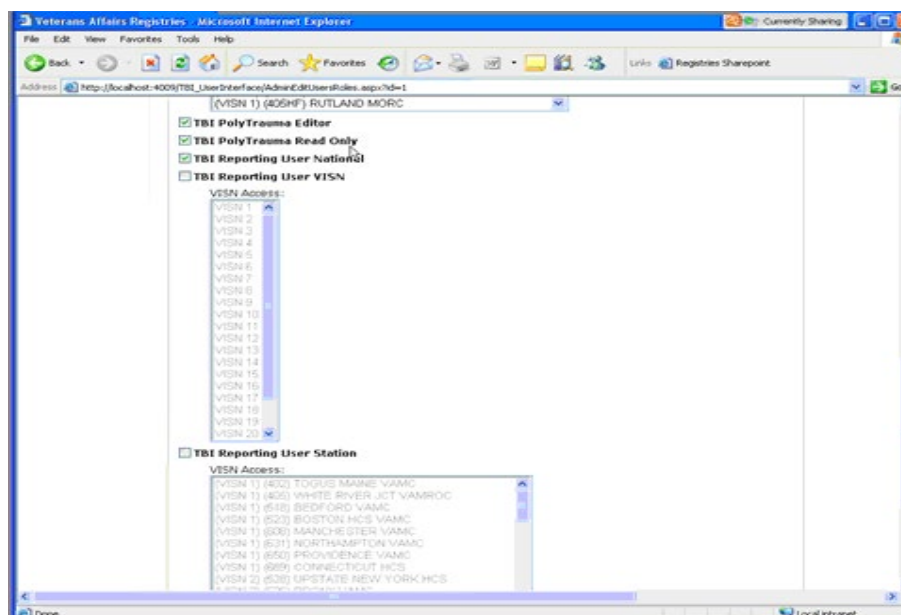 Veterans Affairs Registries - Microsoft Internet Explorer
Currently Sharing
File Edit View Favorites Tools Help
Back Search Favorites Links Registries Sharepoint
Address http://localhost:4009/TBI_UserInterface/AdminEditUsersRoles.aspx?id=1 Go
(VISN 1) (405HF) RUTLAND MORC
TBI PolyTrauma Editor
TBI PolyTrauma Read Only
TBI Reporting User National
TBI Reporting User VISN
VISN Access:
VISN 1
VISN 2
VISN 3
VISN 4
VISN 5
VISN 6
VISN 7
VISN 8
VISN 9
VISN 10
VISN 11
VISN 12
VISN 13
VISN 14
VISN 15
VISN 16
VISN 17
VISN 18
VISN 19
VISN 20
TBI Reporting User Station
VISN Access:
(VISN 1) (402) TOGUS MAINE VAMC
(VISN 1) (405) WHITE RIVER JCT VAMROC
(VISN 1) (518) BEDFORD VAMC
(VISN 1) (523) BOSTON HCS VAMC
(VISN 1) (608) MANCHESTER VAMC
(VISN 1) (631) NORTHAMPTON VAMC
(VISN 1) (650) PROVIDENCE VAMC
(VISN 1) (689) CONNECTICUT HCS
(VISN 2) (528) UPSTATE NEW YORK HCS
Done Local intranet